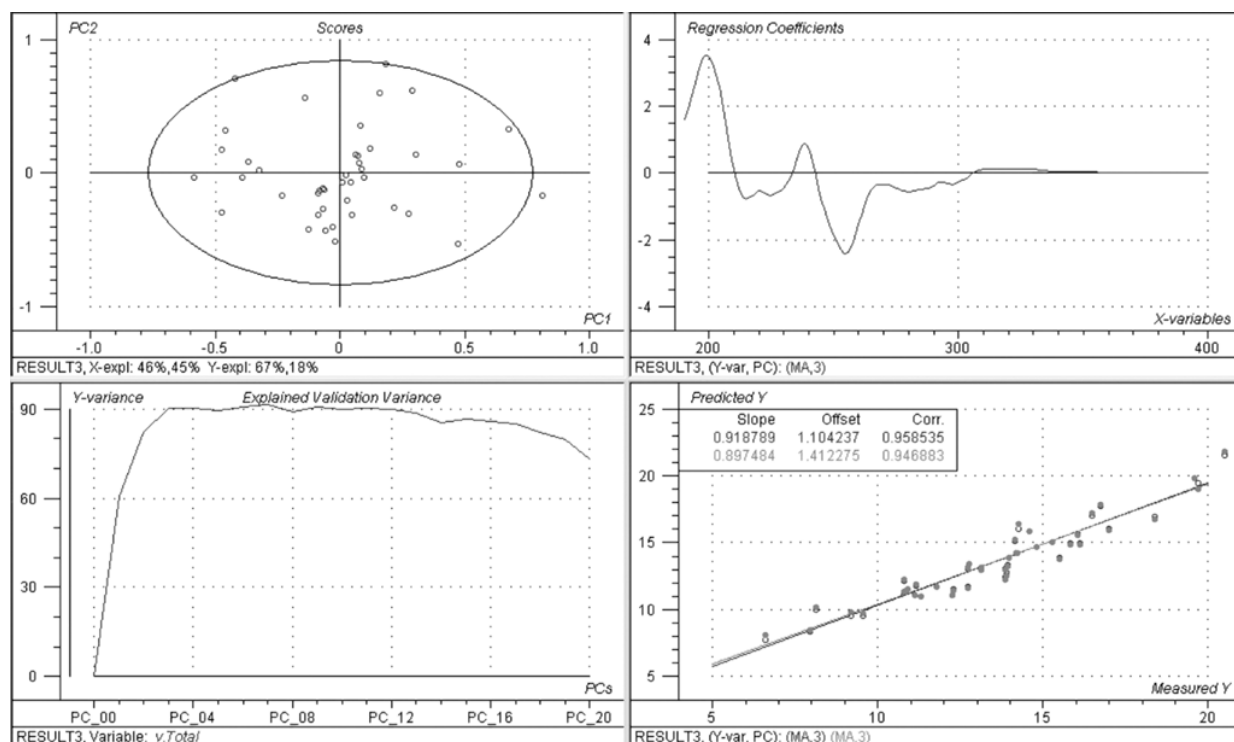 PC2 Scores
1
0
-1
PC1
-1.0 -0.5 0 0.5 1.0
RESULT3, X-expl: 46%,45% Y-expl: 67%,18%
Regression Coefficients
4
2
0
-2
-4
X-variables
200 300 400
RESULT3, (Y-var, PC): (MA,3)
Y-variance Explained Validation Variance
90
60
30
0
PCs
PC_00 PC_04 PC_08 PC_12 PC_16 PC_20
RESULT3, Variable: v.Total
Predicted Y
25
Slope Offset Corr.
0.918789 1.104237 0.958535
0.897484 1.412275 0.946883
20
15
10
5
Measured Y
5 10 15 20
RESULT3, (Y-var, PC): (MA,3) (MA,3)